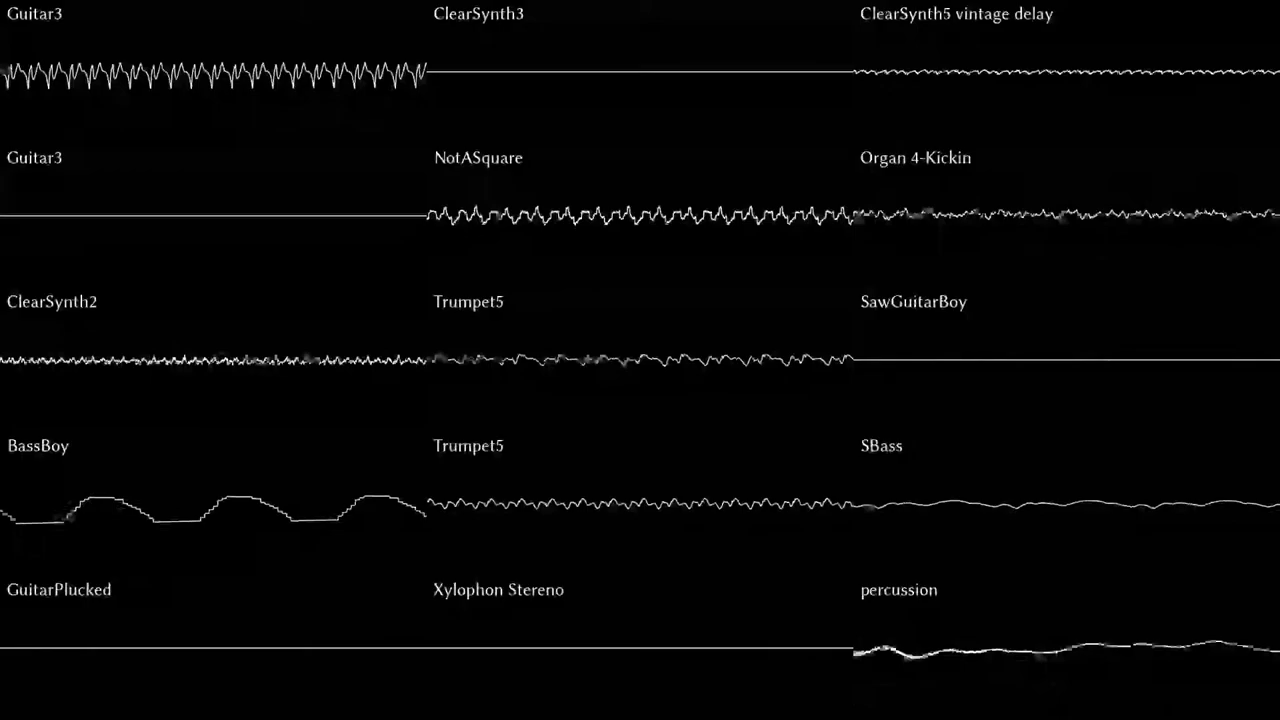 Guitar3
ClearSynth3
ClearSynth5 vintage delay
Guitar3
NotASquare
Organ 4-Kickin
ClearSynth2
Trumpet5
SawGuitarBoy
BassBoy
Trumpet5
SBass
GuitarPlucked
Xylophon Stereno
percussion